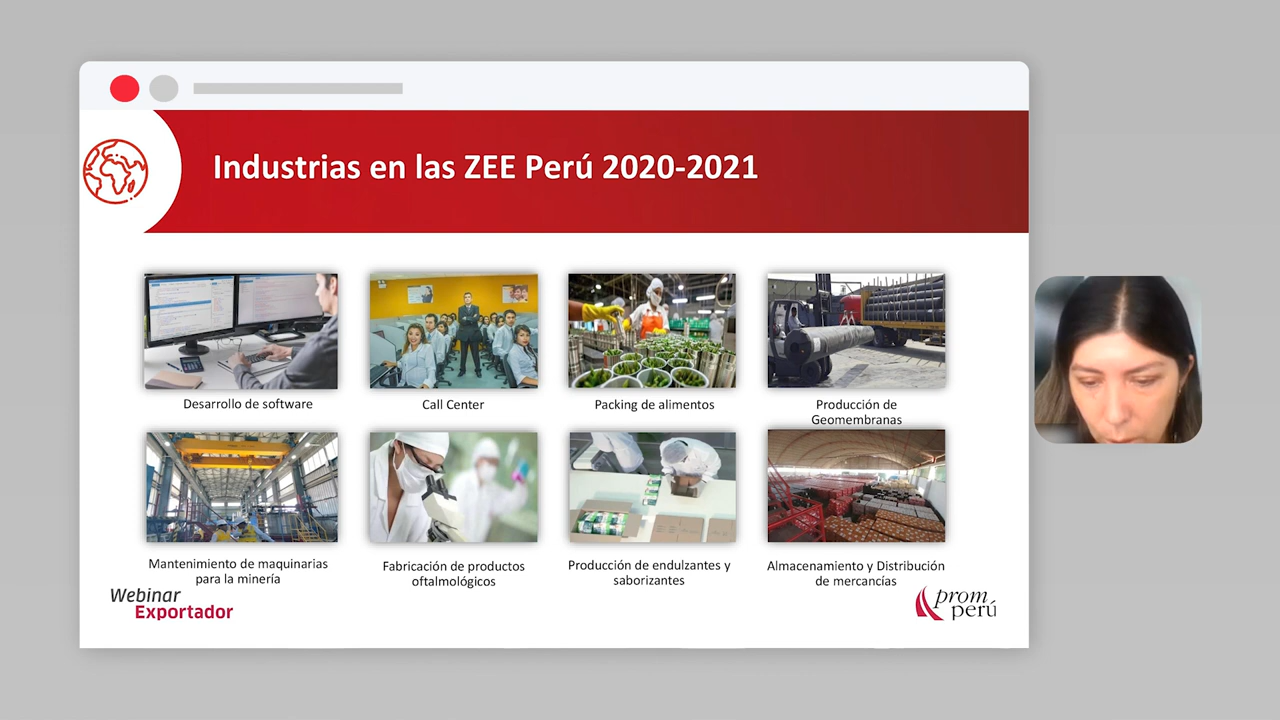 Industrias en las ZEE Perú 2020-2021
Desarrollo de software
Call Center
Packing de alimentos
Producción de
Geomembranas
Mantenimiento de maquinarias
para la minería
Fabricación de productos
oftalmológicos
Producción de endulzantes y
saborizantes
Almacenamiento y Distribución
de mercancías
Webinar
Exportador
prom
perú